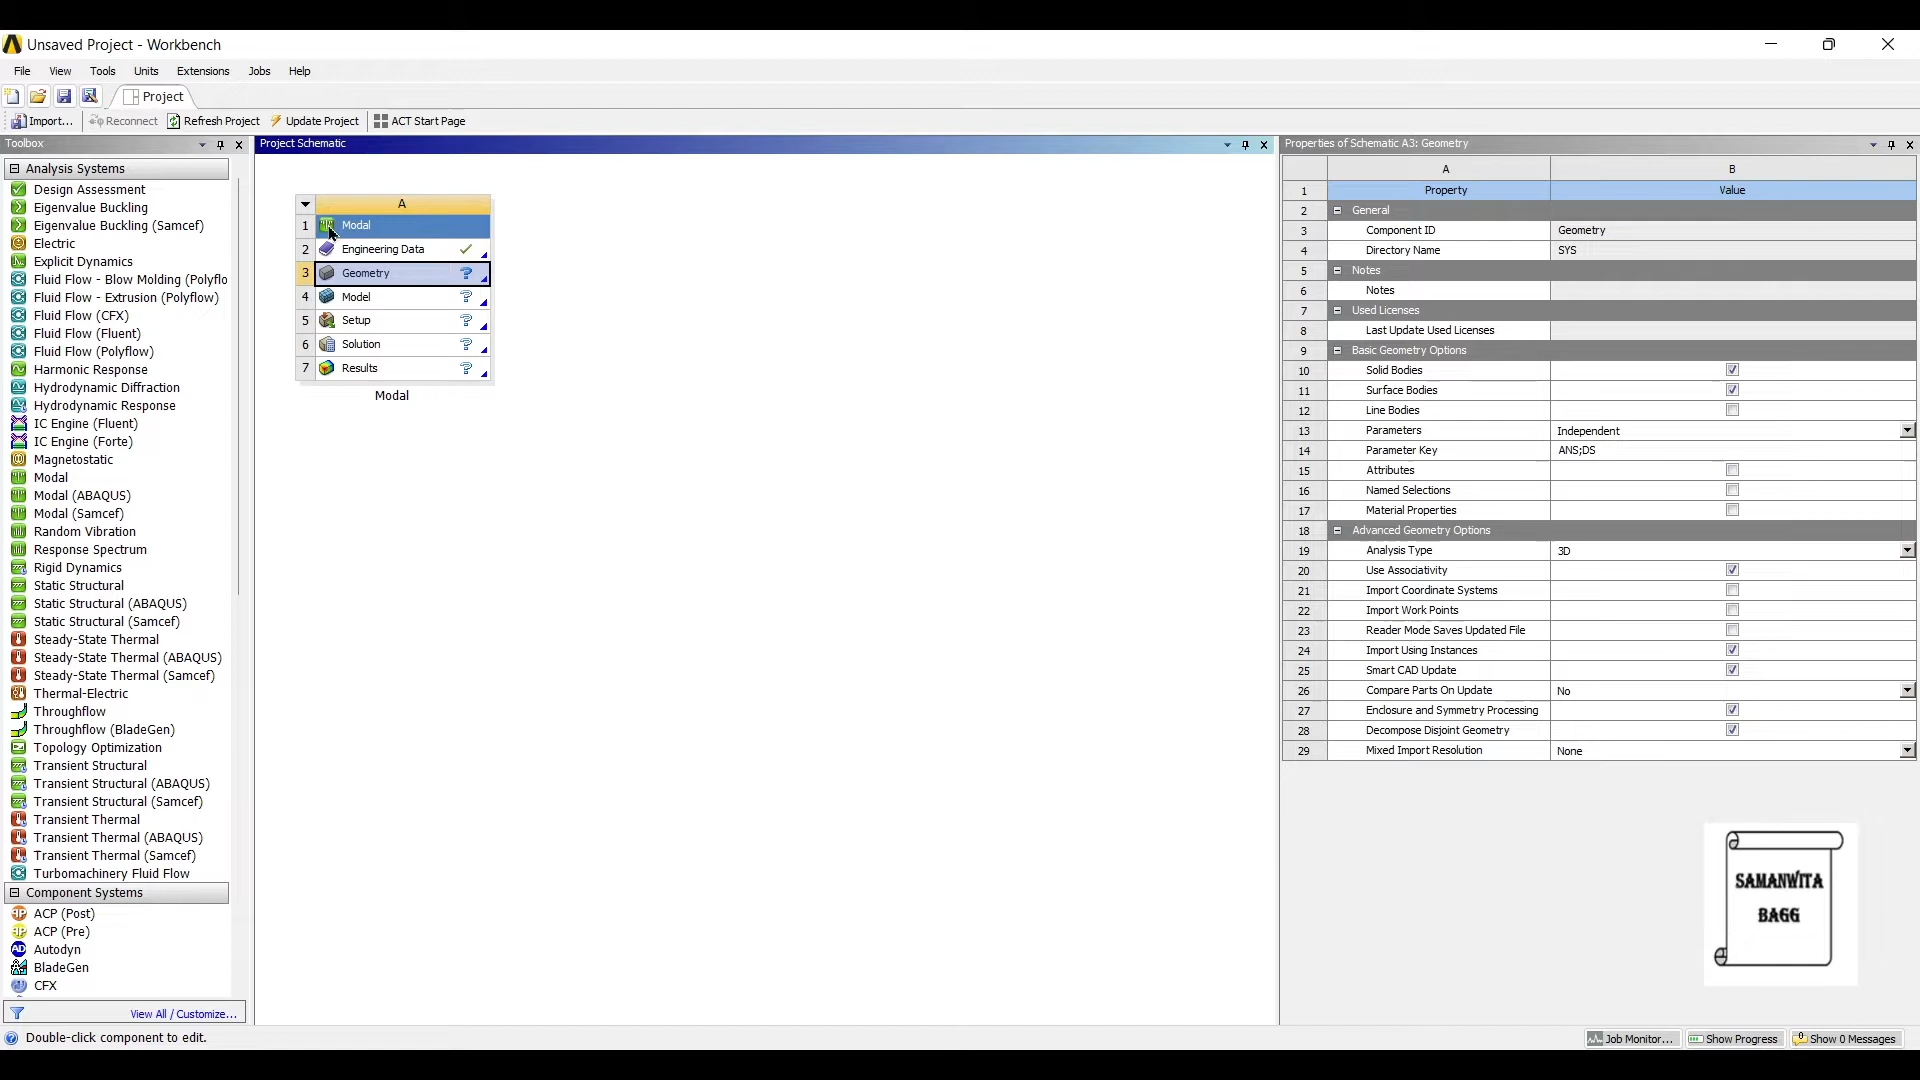 Unsaved Project - Workbench
File View Tools Units Extensions Jobs Help
Project
Import... Reconnect Refresh Project Update Project ACT Start Page
Toolbox
Analysis Systems
Design Assessment
Eigenvalue Buckling
Eigenvalue Buckling (Samcef)
Electric
Explicit Dynamics
Fluid Flow - Blow Molding (Polyflo
Fluid Flow - Extrusion (Polyflow)
Fluid Flow (CFX)
Fluid Flow (Fluent)
Fluid Flow (Polyflow)
Harmonic Response
Hydrodynamic Diffraction
Hydrodynamic Response
IC Engine (Fluent)
IC Engine (Forte)
Magnetostatic
Modal
Modal (ABAQUS)
Modal (Samcef)
Random Vibration
Response Spectrum
Rigid Dynamics
Static Structural
Static Structural (ABAQUS)
Static Structural (Samcef)
Steady-State Thermal
Steady-State Thermal (ABAQUS)
Steady-State Thermal (Samcef)
Thermal-Electric
Throughflow
Throughflow (BladeGen)
Topology Optimization
Transient Structural
Transient Structural (ABAQUS)
Transient Structural (Samcef)
Transient Thermal
Transient Thermal (ABAQUS)
Transient Thermal (Samcef)
Turbomachinery Fluid Flow
Component Systems
ACP (Post)
ACP (Pre)
Autodyn
BladeGen
CFX
View All / Customize...
Project Schematic
A
1 Modal
2 Engineering Data
3 Geometry ?
4 Model ?
5 Setup ?
6 Solution ?
7 Results ?
Modal
Properties of Schematic A3: Geometry
A B
1 Property Value
2 General
3 Component ID Geometry
4 Directory Name SYS
5 Notes
6 Notes
7 Used Licenses
8 Last Update Used Licenses
9 Basic Geometry Options
10 Solid Bodies
11 Surface Bodies
12 Line Bodies
13 Parameters Independent
14 Parameter Key ANS;DS
15 Attributes
16 Named Selections
17 Material Properties
18 Advanced Geometry Options
19 Analysis Type 3D
20 Use Associativity
21 Import Coordinate Systems
22 Import Work Points
23 Reader Mode Saves Updated File
24 Import Using Instances
25 Smart CAD Update
26 Compare Parts On Update No
27 Enclosure and Symmetry Processing
28 Decompose Disjoint Geometry
29 Mixed Import Resolution None
SAMANWITA
BAGG
Double-click component to edit.
Job Monitor... Show Progress Show 0 Messages